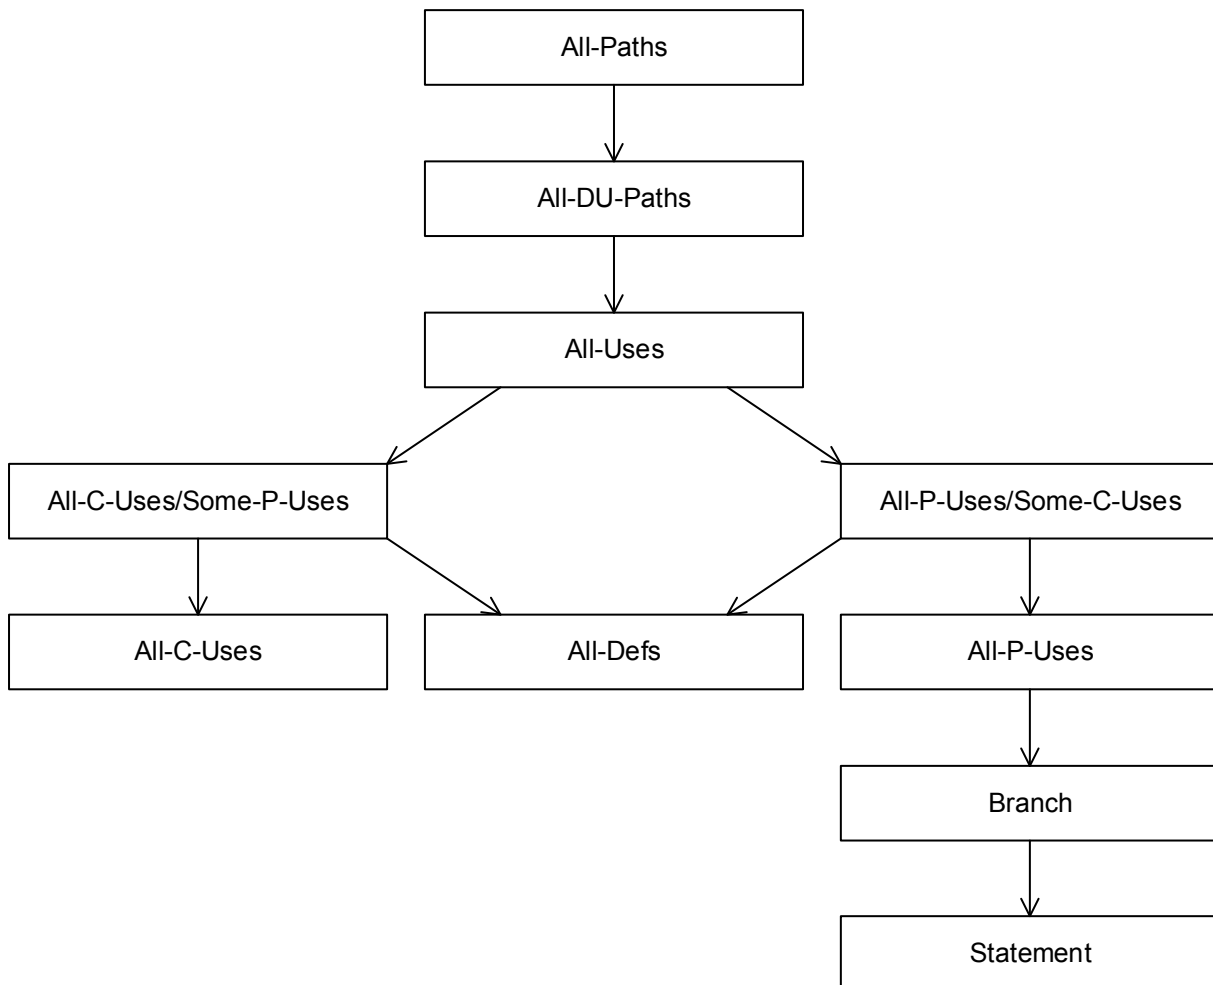 All-Paths
All-DU-Paths
All-Uses
All-C-Uses/Some-P-Uses
All-P-Uses/Some-C-Uses
All-C-Uses
All-Defs
All-P-Uses
Branch
Statement